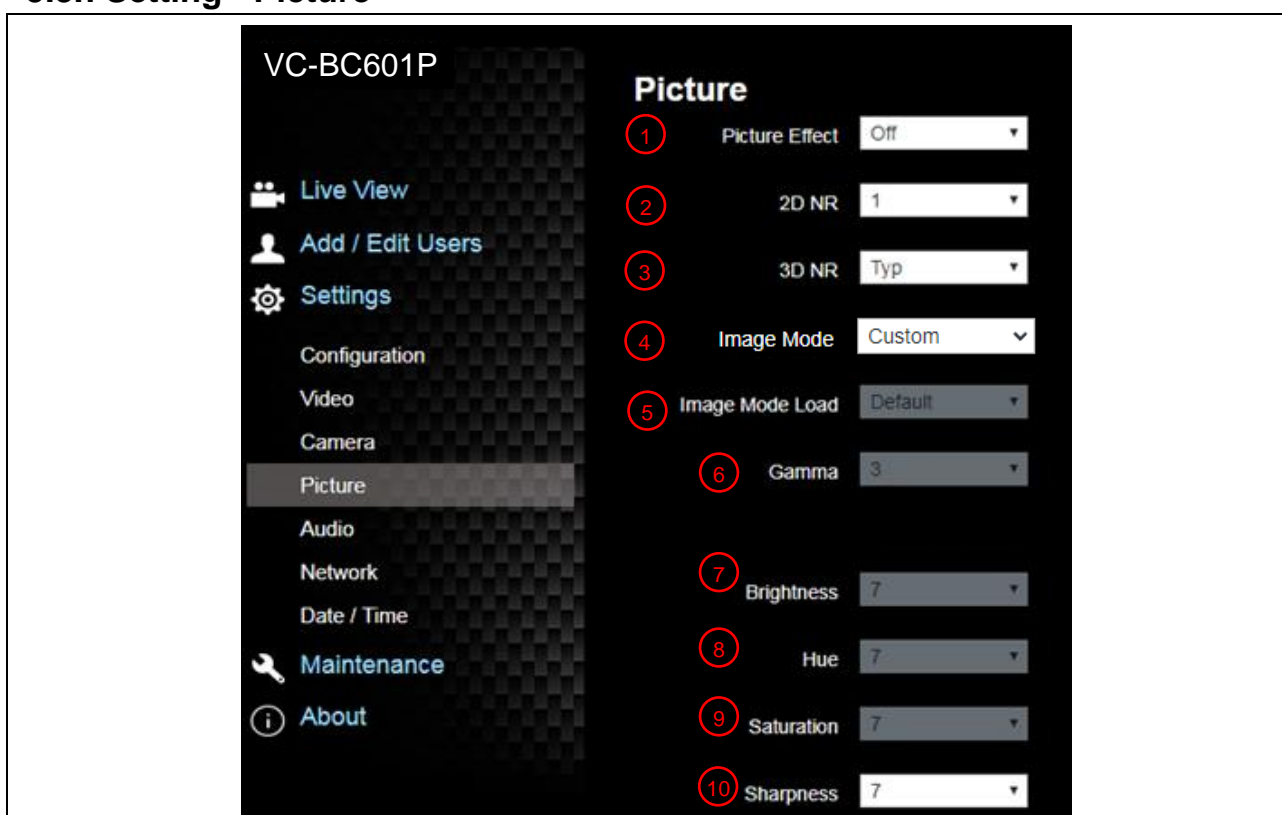 Picture
VC-BC601P
Live View
Add / Edit Users
Settings
Configuration
Video
Camera
Picture
Audio
Network
Date / Time
Maintenance
About
Picture
1 Picture Effect Off
2 2D NR 1
3 3D NR Typ
4 Image Mode Custom
5 Image Mode Load Default
6 Gamma 3
7 Brightness 7
8 Hue 7
9 Saturation 7
10 Sharpness 7